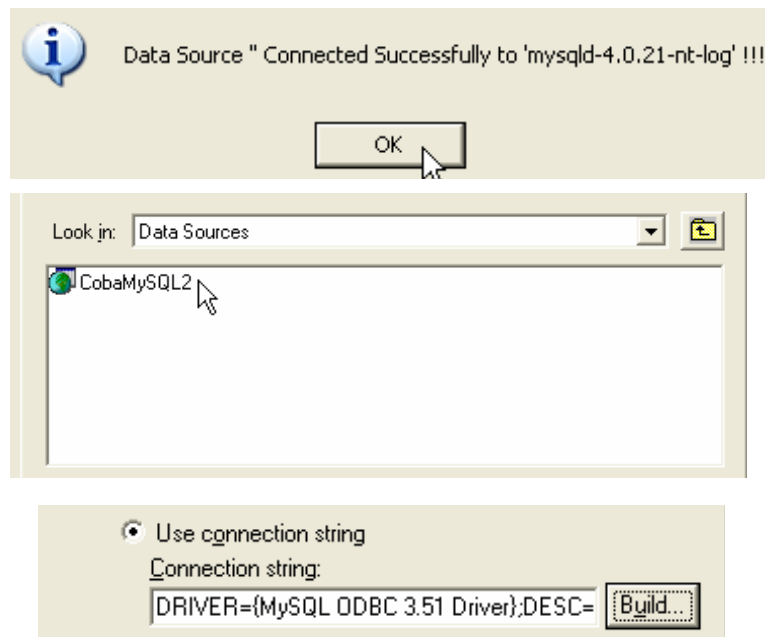 Data Source '' Connected Successfully to 'mysqld-4.0.21-nt-log' !!!
OK
Look in: Data Sources
CobaMySQL2
Use connection string
Connection string:
DRIVER={MySQL ODBC 3.51 Driver};DESC= Build...